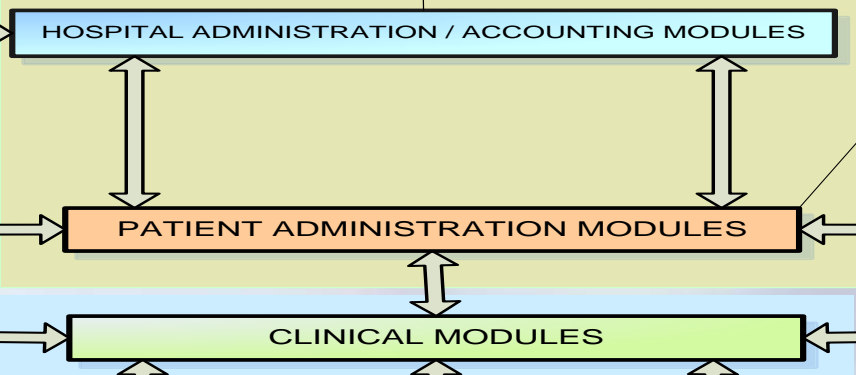 HOSPITAL ADMINISTRATION / ACCOUNTING MODULES
PATIENT ADMINISTRATION MODULES
CLINICAL MODULES